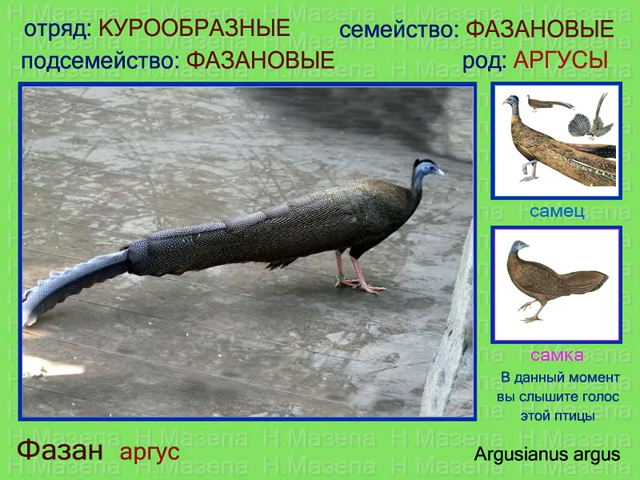 отряд: КУРООБРАЗНЫЕ семейство: ФАЗАНОВЫЕ
подсемейство: ФАЗАНОВЫЕ род: АРГУСЫ
самец
самка
В данный момент
вы слышите голос
этой птицы
Фазан аргус Argusianus argus
Н.Мазепа